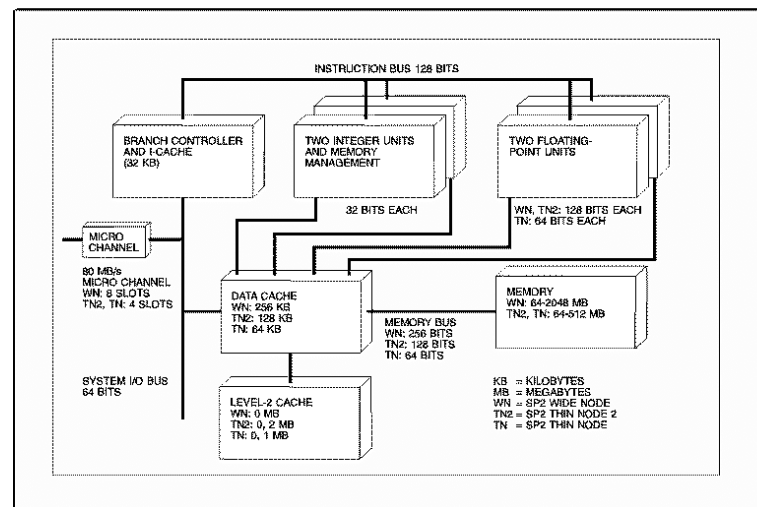 INSTRUCTION BUS 128 BITS
BRANCH CONTROLLER
AND I-CACHE
(32 KB)
TWO INTEGER UNITS
AND MEMORY
MANAGEMENT
TWO FLOATING-
POINT UNITS
32 BITS EACH
WN, TN2: 128 BITS EACH
TN: 64 BITS EACH
MICRO
CHANNEL
80 MB/s
MICRO CHANNEL
WN: 8 SLOTS
TN2, TN: 4 SLOTS
DATA CACHE
WN: 256 KB
TN2: 128 KB
TN: 64 KB
MEMORY
WN: 64-2048 MB
TN2, TN: 64-512 MB
MEMORY BUS
WN: 256 BITS
TN2: 128 BITS
TN: 64 BITS
SYSTEM I/O BUS
64 BITS
LEVEL-2 CACHE
WN: 0 MB
TN2: 0, 2 MB
TN: 0, 1 MB
KB = KILOBYTES
MB = MEGABYTES
WN = SP2 WIDE NODE
TN2 = SP2 THIN NODE 2
TN = SP2 THIN NODE